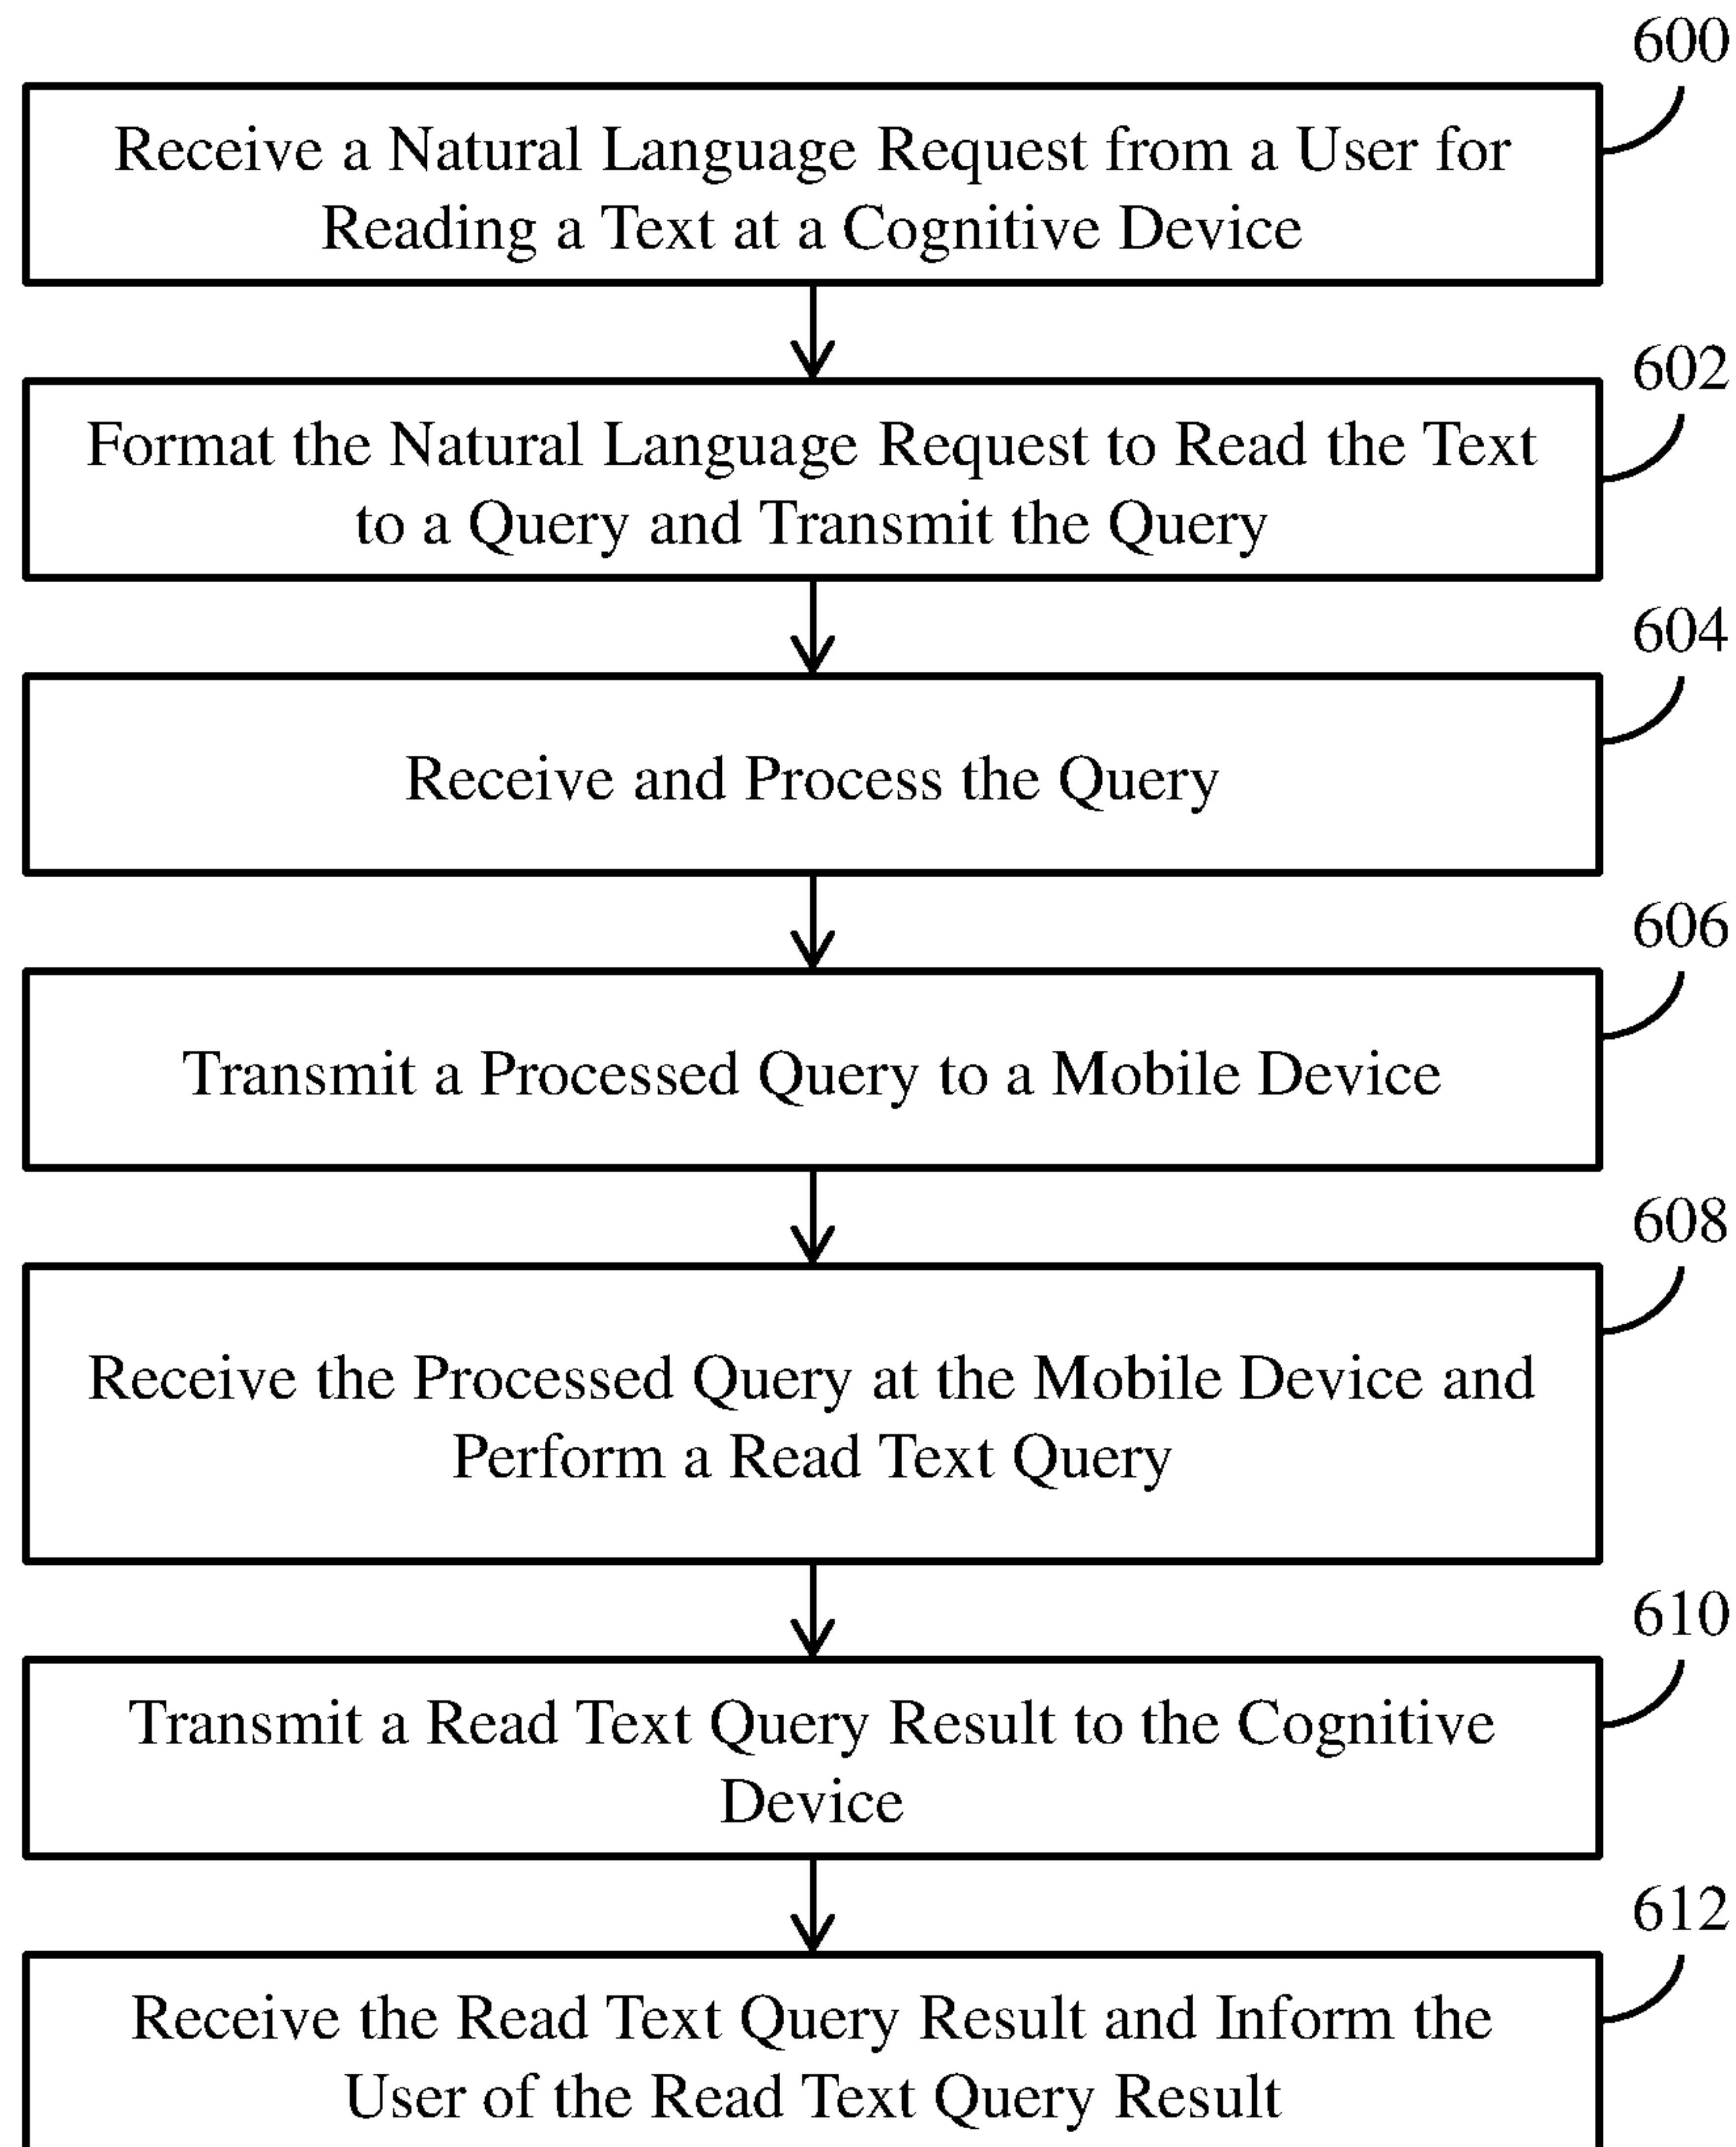 600
Receive a Natural Language Request from a User for
Reading a Text at a Cognitive Device
602
Format the Natural Language Request to Read the Text
to a Query and Transmit the Query
604
Receive and Process the Query
606
Transmit a Processed Query to a Mobile Device
608
Receive the Processed Query at the Mobile Device and
Perform a Read Text Query
610
Transmit a Read Text Query Result to the Cognitive
Device
612
Receive the Read Text Query Result and Inform the
User of the Read Text Query Result